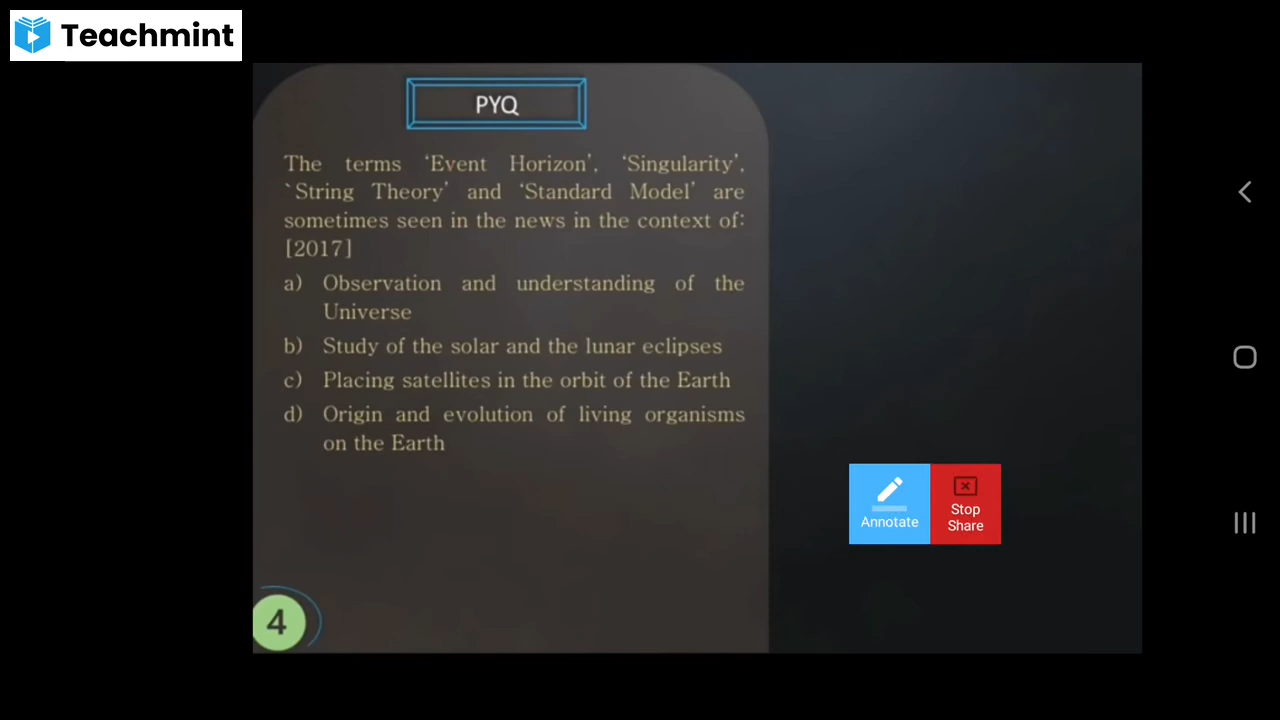 Teachmint
PYQ
The terms ‘Event Horizon’, ‘Singularity’,
`String Theory’ and ‘Standard Model’ are
sometimes seen in the news in the context of:
[2017]
a) Observation and understanding of the
Universe
b) Study of the solar and the lunar eclipses
c) Placing satellites in the orbit of the Earth
d) Origin and evolution of living organisms
on the Earth
Annotate
Stop
Share
4